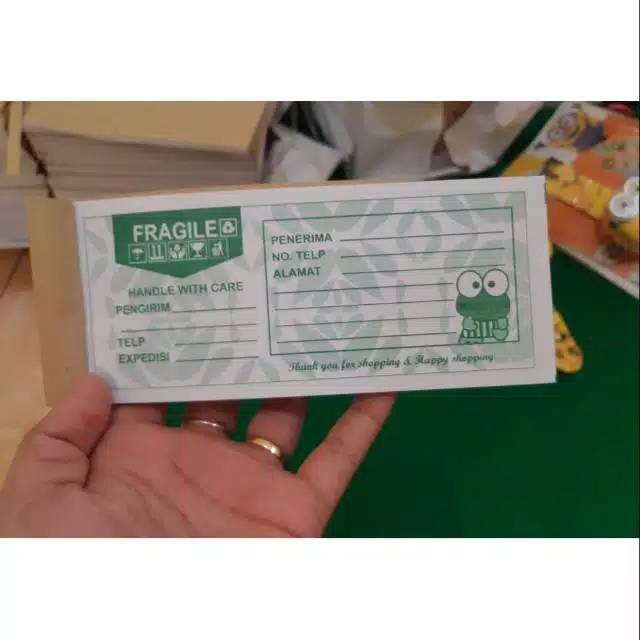 FRAGILE
HANDLE WITH CARE
PENGIRIM
TELP
EXPEDISI
PENERIMA
NO. TELP
ALAMAT
Thank you for shopping & Happy shopping